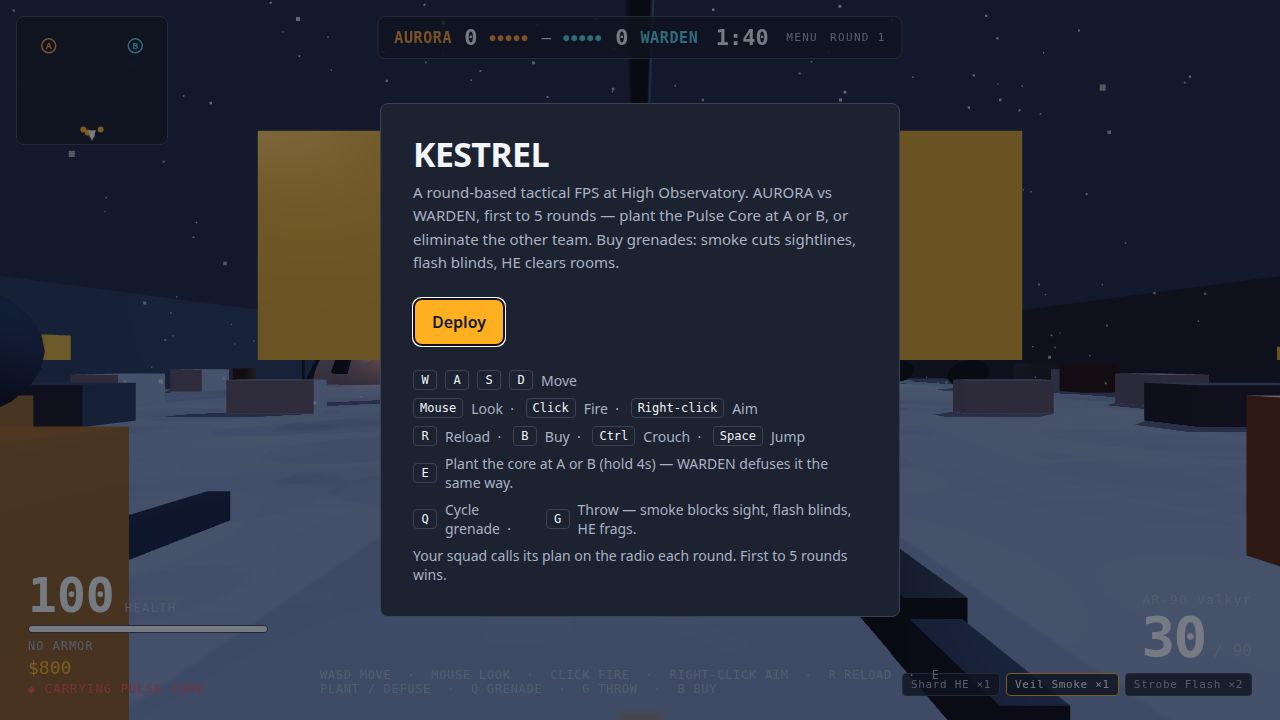 A
B
AURORA 0 ●●●●● — ●●●●● 0 WARDEN 1:40 MENU ROUND 1
KESTREL
A round-based tactical FPS at High Observatory. AURORA vs
WARDEN, first to 5 rounds — plant the Pulse Core at A or B, or
eliminate the other team. Buy grenades: smoke cuts sightlines,
flash blinds, HE clears rooms.
Deploy
W A S D Move
Mouse Look · Click Fire · Right-click Aim
R Reload · B Buy · Ctrl Crouch · Space Jump
E Plant the core at A or B (hold 4s) — WARDEN defuses it the
same way.
Q Cycle
grenade · G Throw — smoke blocks sight, flash blinds,
HE frags.
Your squad calls its plan on the radio each round. First to 5 rounds
wins.
100 HEALTH
NO ARMOR
$800
◆ CARRYING PULSE CORE
WASD MOVE · MOUSE LOOK · CLICK FIRE · RIGHT-CLICK AIM · R RELOAD · E
PLANT / DEFUSE · Q GRENADE · G THROW · B BUY
AR-90 Valkyr
30 / 90
Shard HE ×1 Veil Smoke ×1 Strobe Flash ×2